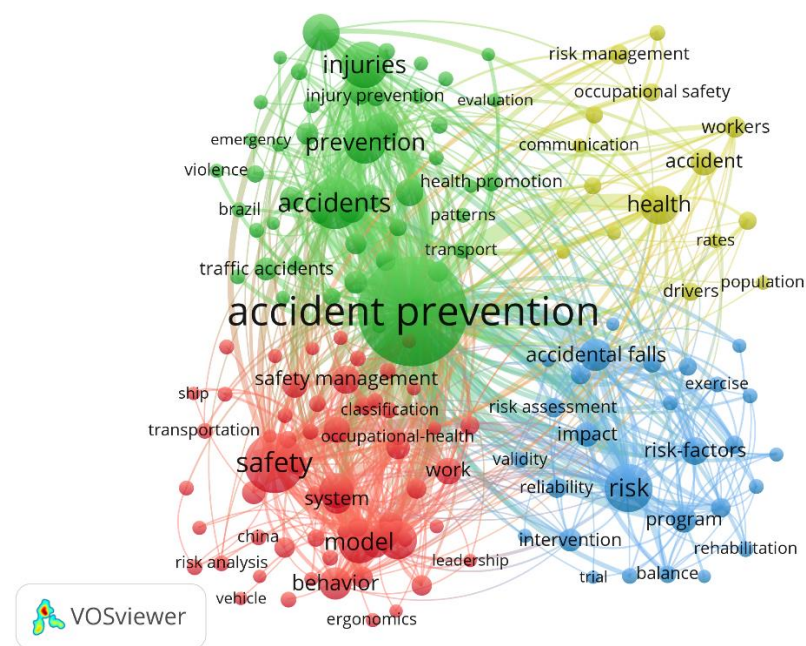 risk management
injuries
occupational safety
injury prevention
evaluation
workers
emergency
prevention
communication
accident
violence
health promotion
brazil
accidents
patterns
health
transport
rates
traffic accidents
drivers
population
accident prevention
accidental falls
safety management
exercise
ship
classification
risk assessment
transportation
occupational-health
impact
safety
work
validity
risk-factors
system
reliability
risk
program
china
model
intervention
rehabilitation
risk analysis
leadership
behavior
trial
balance
vehicle
ergonomics
VOSviewer